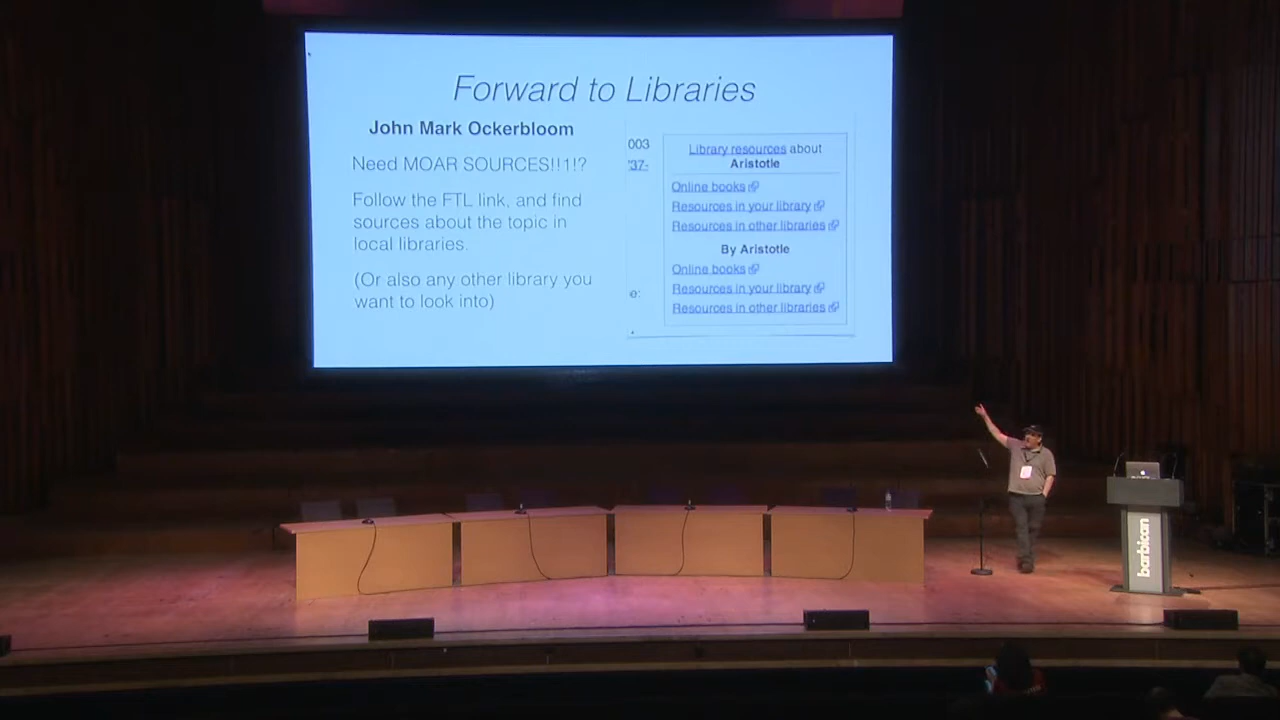 Forward to Libraries
John Mark Ockerbloom
Need MOAR SOURCES!!1!?
Follow the FTL link, and find
sources about the topic in
local libraries.
(Or also any other library you
want to look into)
003
'37-
e:
Library resources about
Aristotle
Online books
Resources in your library
Resources in other libraries
By Aristotle
Online books
Resources in your library
Resources in other libraries
barbican